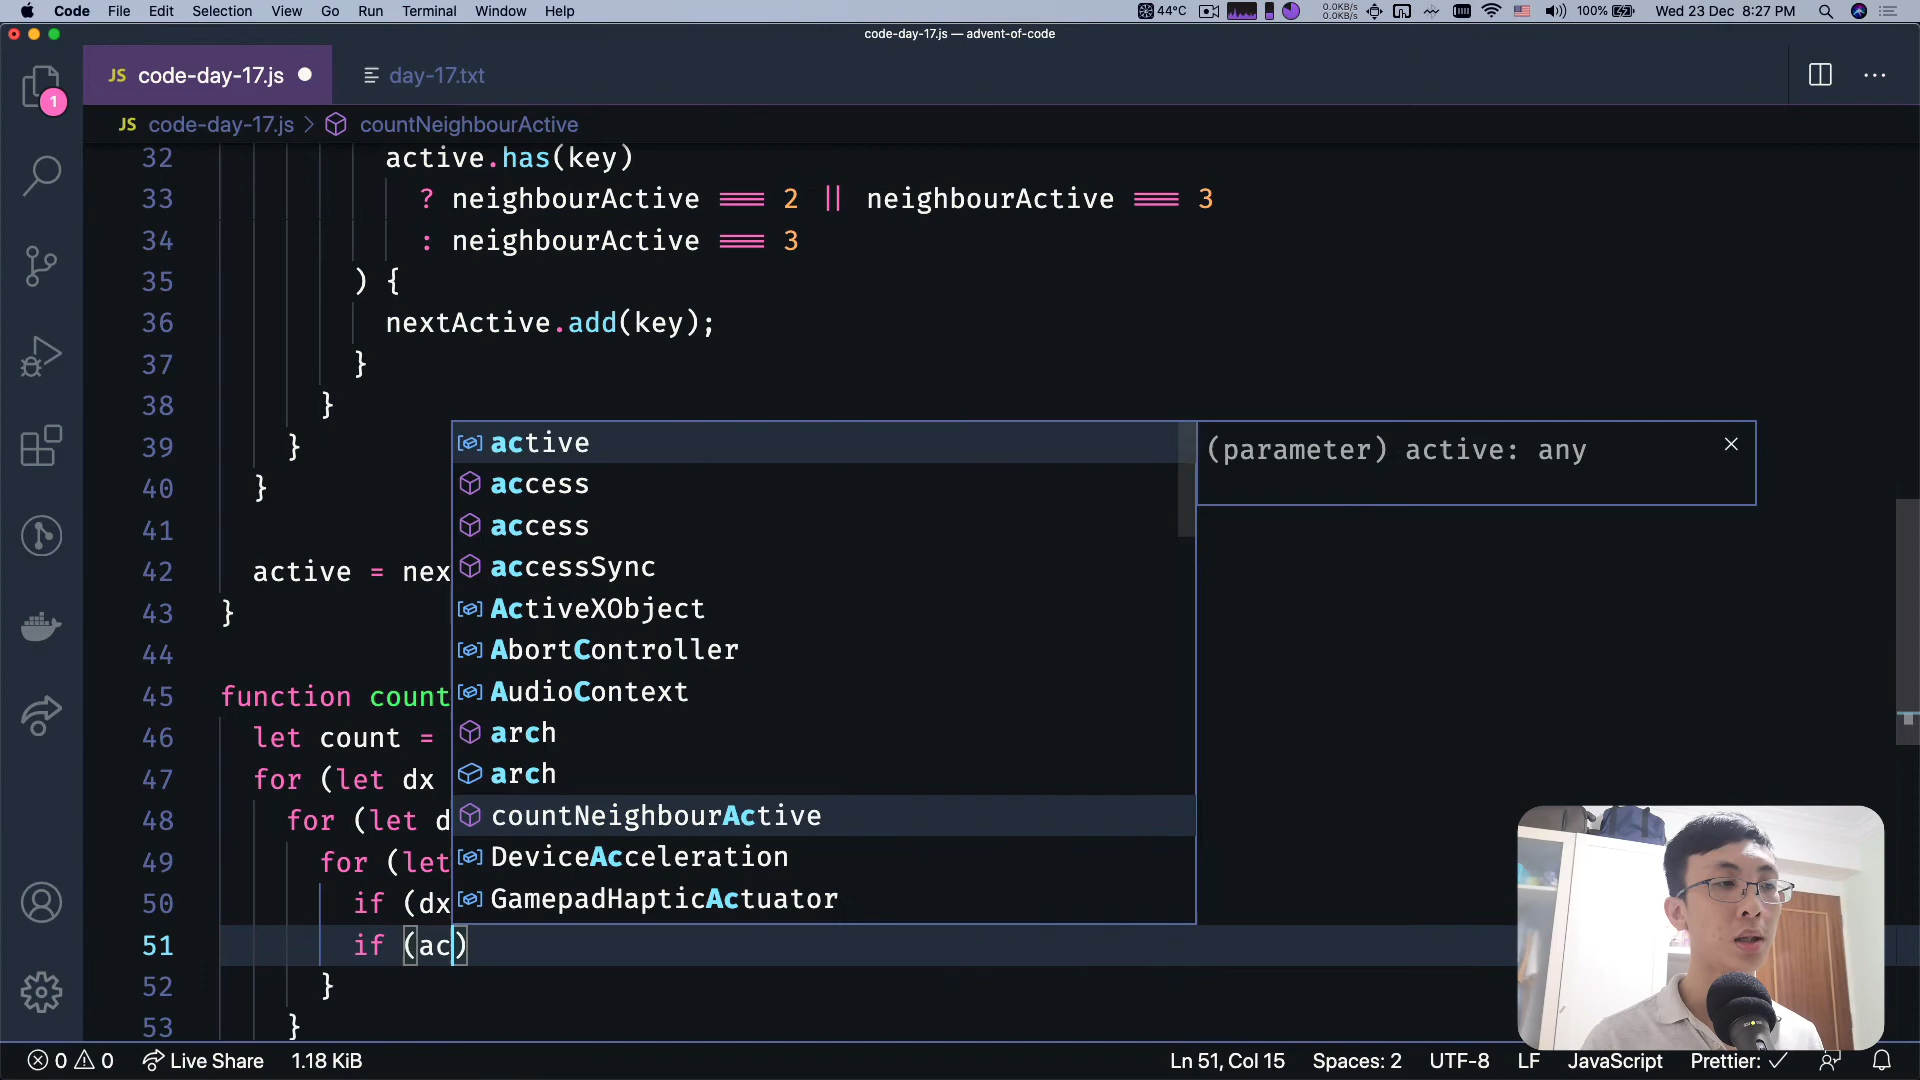 Code File Edit Selection View Go Run Terminal Window Help 44°C 0.0KB/s 0.0KB/s 100% Wed 23 Dec 8:27 PM
code-day-17.js — advent-of-code
JS code-day-17.js day-17.txt
1
JS code-day-17.js > countNeighbourActive
32 active.has(key)
33 ? neighbourActive === 2 || neighbourActive === 3
34 : neighbourActive === 3
35 ) {
36 nextActive.add(key);
37 }
38 }
39 }
40 }
41
42 active = nex
43 }
44
45 function count
46 let count =
47 for (let dx
48 for (let d
49 for (let
50 if (dx
51 if (ac)
52 }
53 }
active
access
access
accessSync
ActiveXObject
AbortController
AudioContext
arch
arch
countNeighbourActive
DeviceAcceleration
GamepadHapticActuator
(parameter) active: any
0 0 Live Share 1.18 KiB Ln 51, Col 15 Spaces: 2 UTF-8 LF JavaScript Prettier: ✓